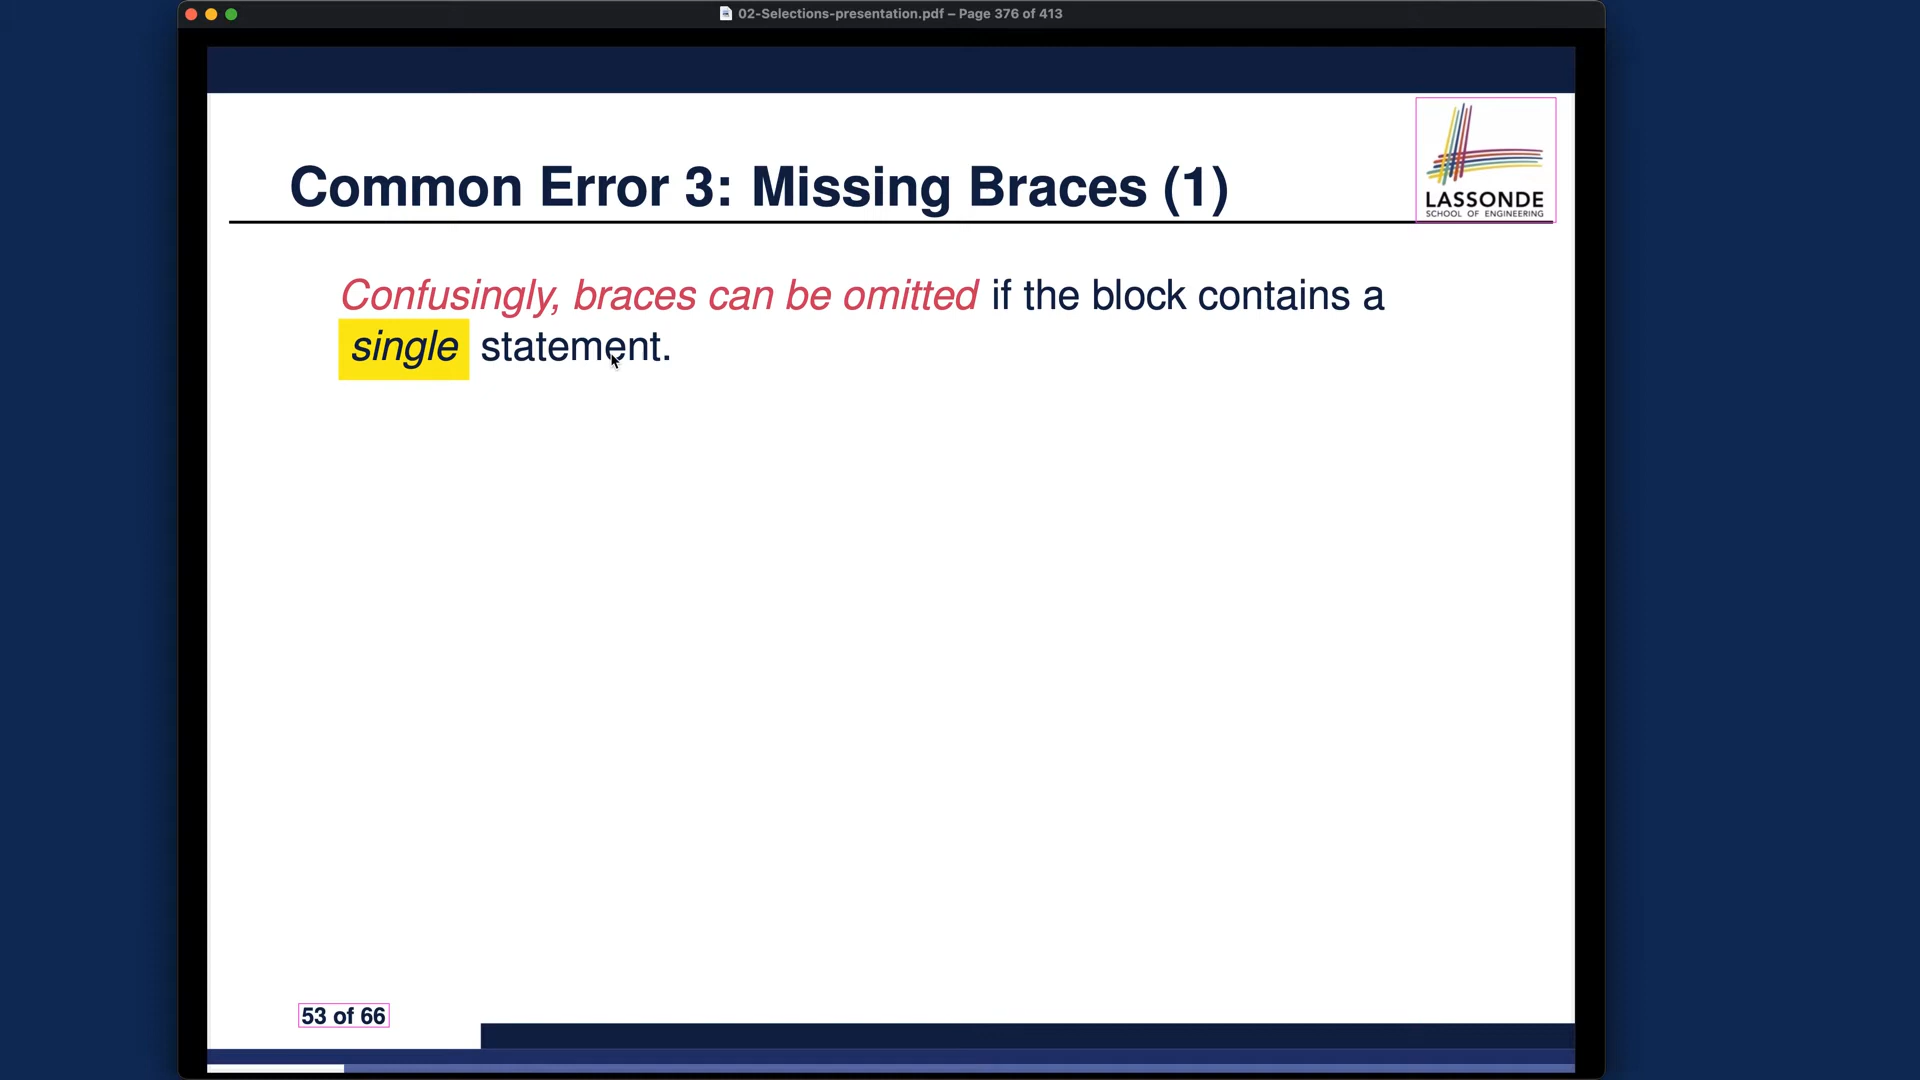 02-Selections-presentation.pdf – Page 376 of 413
LASSONDE
SCHOOL OF ENGINEERING
Common Error 3: Missing Braces (1)
Confusingly, braces can be omitted if the block contains a
single statement.
53 of 66